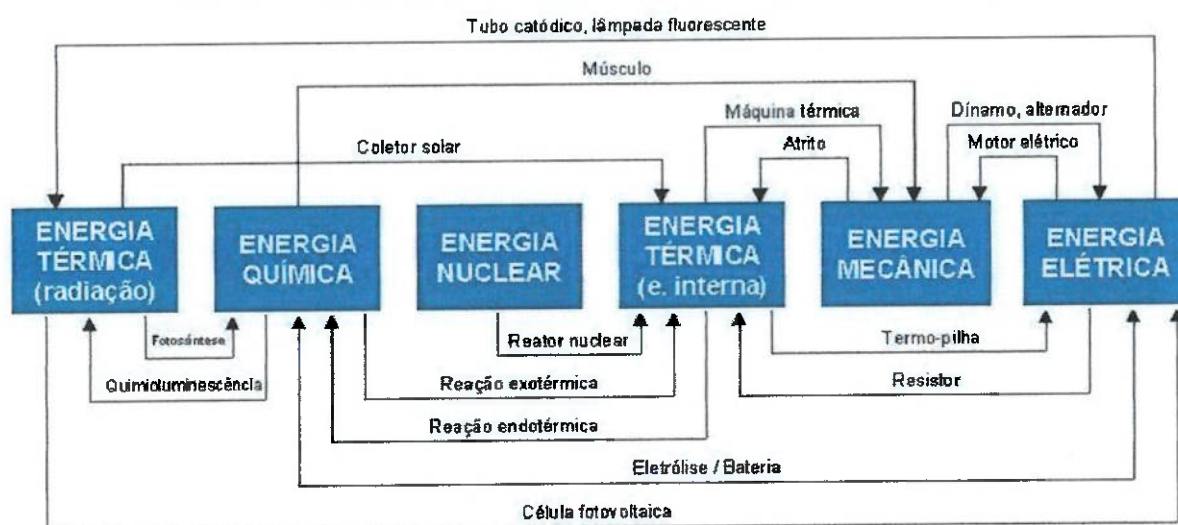 Tubo catódico, lâmpada fluorescente
Músculo
Máquina térmica
Dínamo, alternador
Coletor solar
Atrito
Motor elétrico
ENERGIA
TÉRMICA
(radiação)
ENERGIA
QUÍMICA
ENERGIA
NUCLEAR
ENERGIA
TÉRMICA
(e. interna)
ENERGIA
MECÂNICA
ENERGIA
ELÉTRICA
Fotossíntese
Reator nuclear
Termo-pilha
Quimioluminescência
Reação exotérmica
Resistor
Reação endotérmica
Eletrólise / Bateria
Célula fotovoltaica